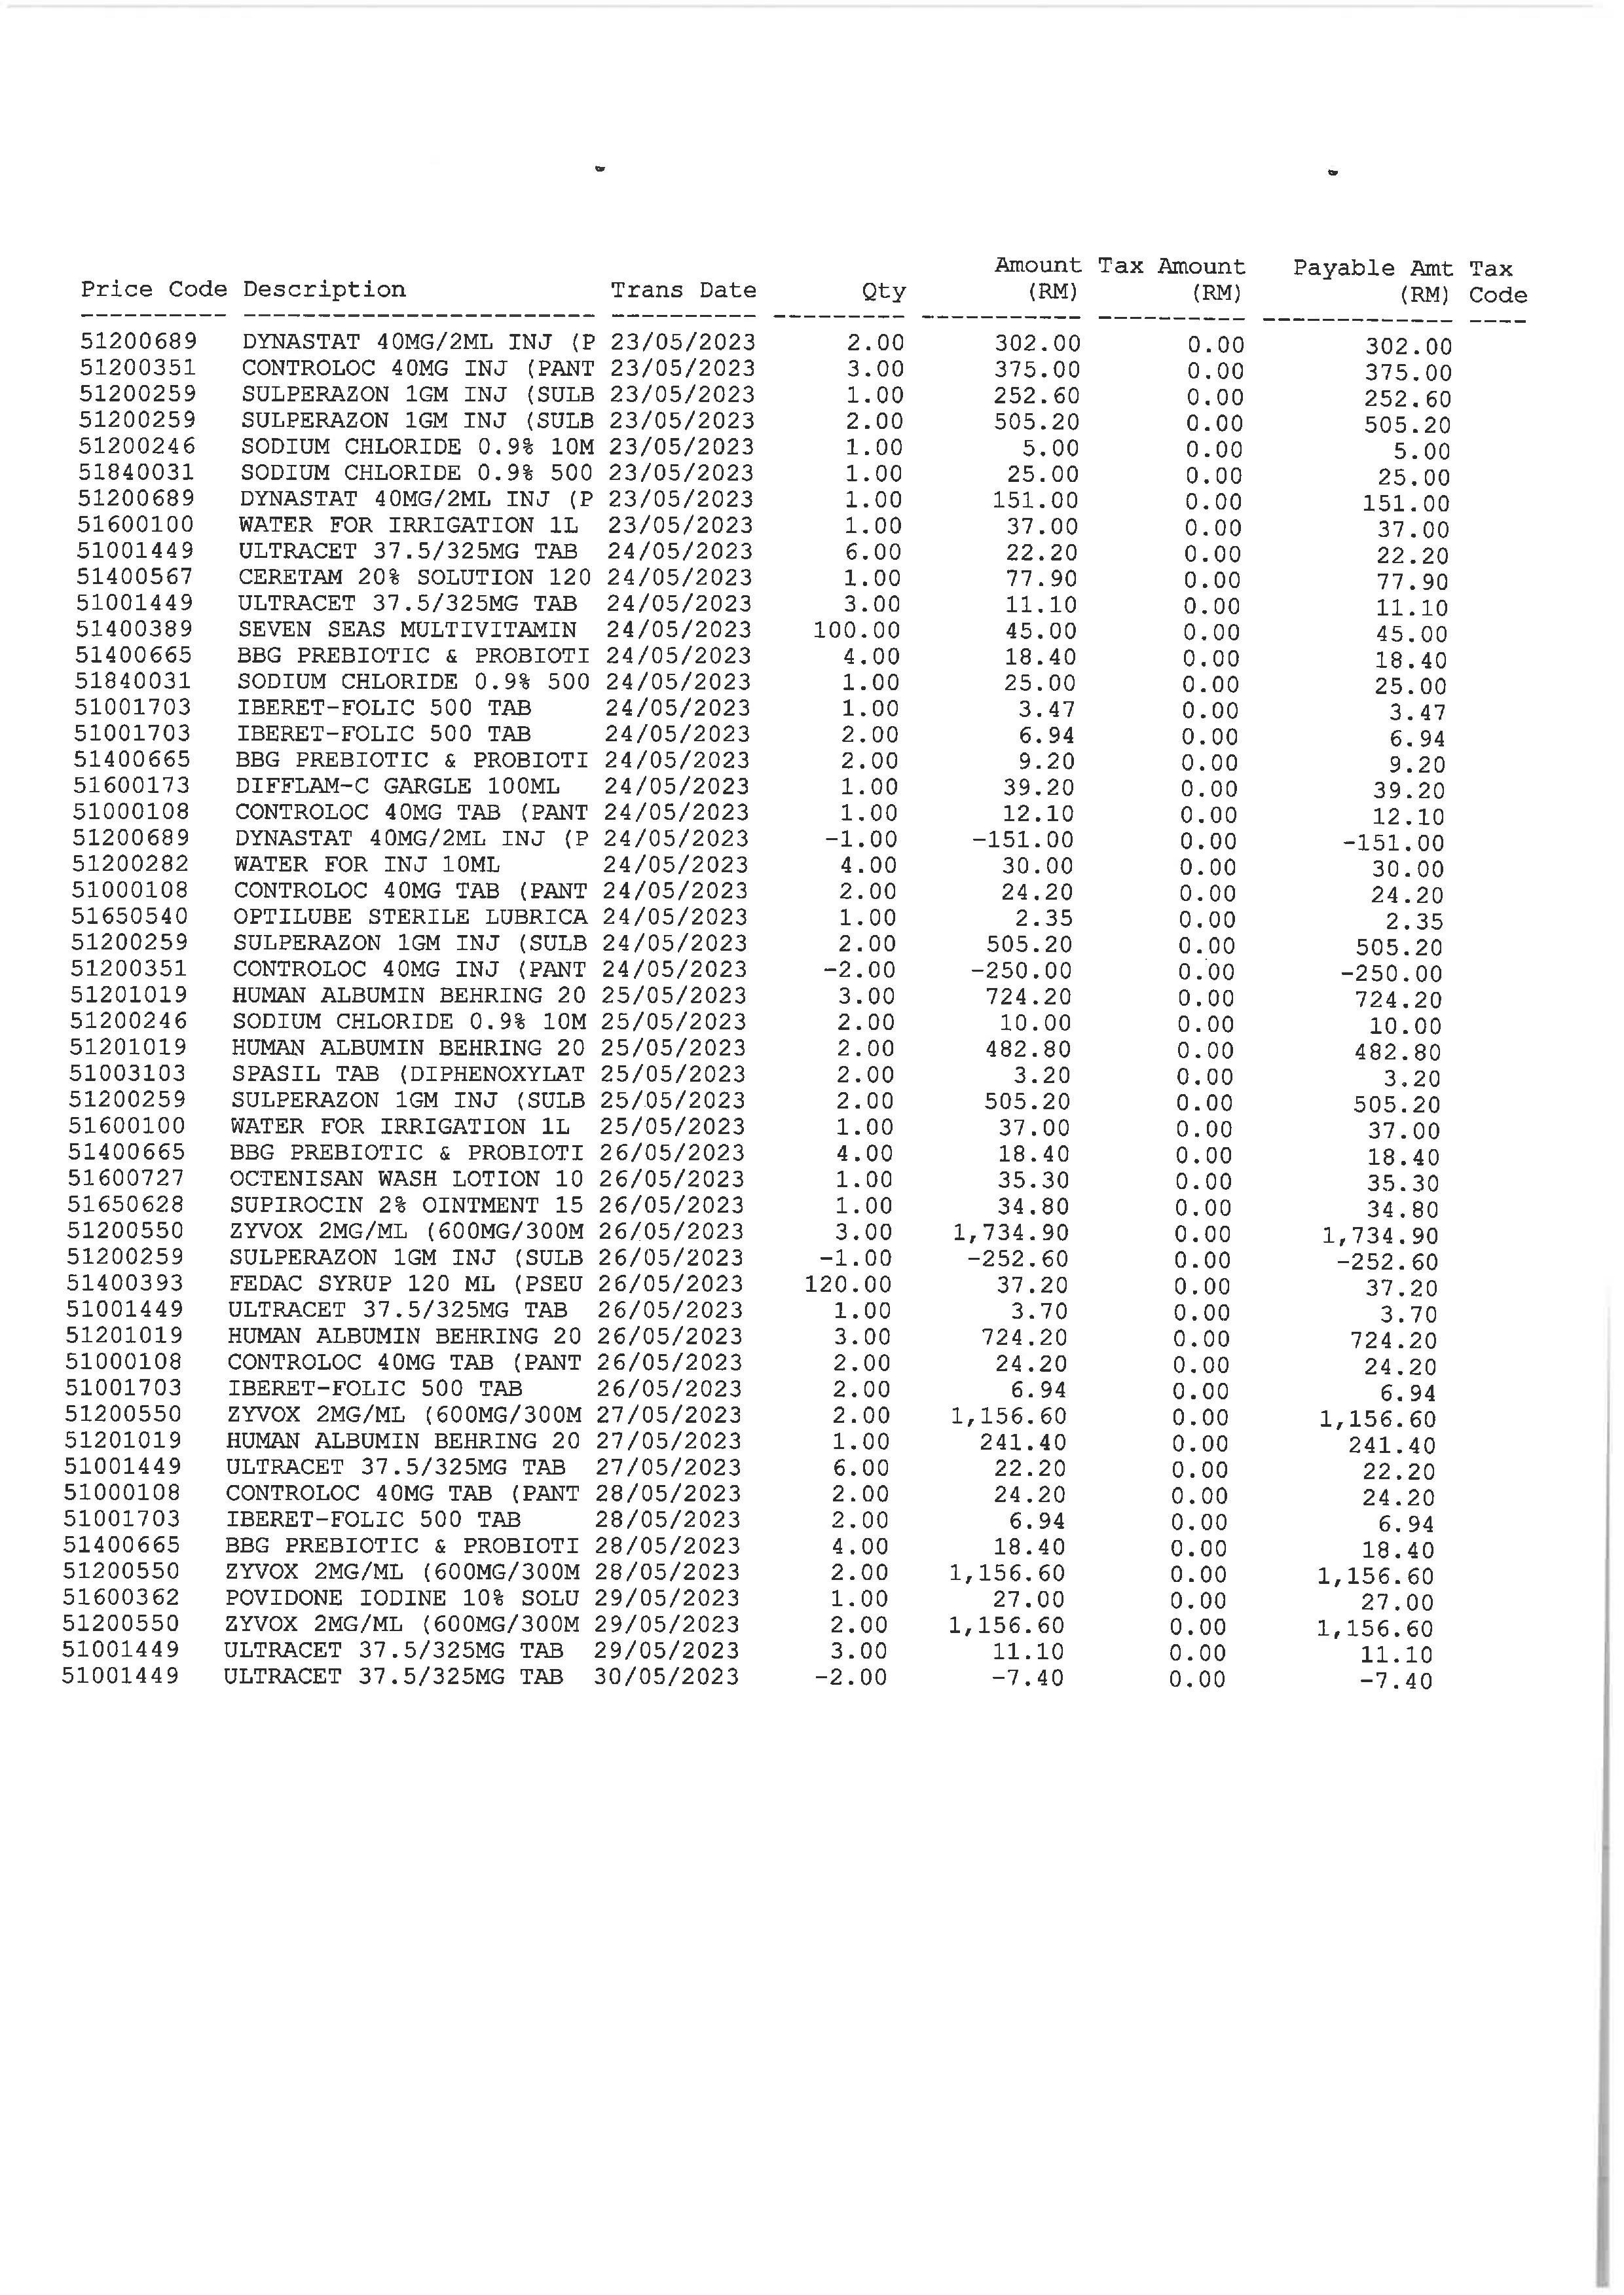 Amount Tax Amount Payable Amt Tax
Price Code Description Trans Date Qty (RM) (RM) (RM) Code
---------- ------------------------ ---------- --------- ----------- ---------- ------------- ----
51200689 DYNASTAT 40MG/2ML INJ (P 23/05/2023 2.00 302.00 0.00 302.00
51200351 CONTROLOC 40MG INJ (PANT 23/05/2023 3.00 375.00 0.00 375.00
51200259 SULPERAZON 1GM INJ (SULB 23/05/2023 1.00 252.60 0.00 252.60
51200259 SULPERAZON 1GM INJ (SULB 23/05/2023 2.00 505.20 0.00 505.20
51200246 SODIUM CHLORIDE 0.9% 10M 23/05/2023 1.00 5.00 0.00 5.00
51840031 SODIUM CHLORIDE 0.9% 500 23/05/2023 1.00 25.00 0.00 25.00
51200689 DYNASTAT 40MG/2ML INJ (P 23/05/2023 1.00 151.00 0.00 151.00
51600100 WATER FOR IRRIGATION 1L 23/05/2023 1.00 37.00 0.00 37.00
51001449 ULTRACET 37.5/325MG TAB 24/05/2023 6.00 22.20 0.00 22.20
51400567 CERETAM 20% SOLUTION 120 24/05/2023 1.00 77.90 0.00 77.90
51001449 ULTRACET 37.5/325MG TAB 24/05/2023 3.00 11.10 0.00 11.10
51400389 SEVEN SEAS MULTIVITAMIN 24/05/2023 100.00 45.00 0.00 45.00
51400665 BBG PREBIOTIC & PROBIOTI 24/05/2023 4.00 18.40 0.00 18.40
51840031 SODIUM CHLORIDE 0.9% 500 24/05/2023 1.00 25.00 0.00 25.00
51001703 IBERET-FOLIC 500 TAB 24/05/2023 1.00 3.47 0.00 3.47
51001703 IBERET-FOLIC 500 TAB 24/05/2023 2.00 6.94 0.00 6.94
51400665 BBG PREBIOTIC & PROBIOTI 24/05/2023 2.00 9.20 0.00 9.20
51600173 DIFFLAM-C GARGLE 100ML 24/05/2023 1.00 39.20 0.00 39.20
51000108 CONTROLOC 40MG TAB (PANT 24/05/2023 1.00 12.10 0.00 12.10
51200689 DYNASTAT 40MG/2ML INJ (P 24/05/2023 -1.00 -151.00 0.00 -151.00
51200282 WATER FOR INJ 10ML 24/05/2023 4.00 30.00 0.00 30.00
51000108 CONTROLOC 40MG TAB (PANT 24/05/2023 2.00 24.20 0.00 24.20
51650540 OPTILUBE STERILE LUBRICA 24/05/2023 1.00 2.35 0.00 2.35
51200259 SULPERAZON 1GM INJ (SULB 24/05/2023 2.00 505.20 0.00 505.20
51200351 CONTROLOC 40MG INJ (PANT 24/05/2023 -2.00 -250.00 0.00 -250.00
51201019 HUMAN ALBUMIN BEHRING 20 25/05/2023 3.00 724.20 0.00 724.20
51200246 SODIUM CHLORIDE 0.9% 10M 25/05/2023 2.00 10.00 0.00 10.00
51201019 HUMAN ALBUMIN BEHRING 20 25/05/2023 2.00 482.80 0.00 482.80
51003103 SPASIL TAB (DIPHENOXYLAT 25/05/2023 2.00 3.20 0.00 3.20
51200259 SULPERAZON 1GM INJ (SULB 25/05/2023 2.00 505.20 0.00 505.20
51600100 WATER FOR IRRIGATION 1L 25/05/2023 1.00 37.00 0.00 37.00
51400665 BBG PREBIOTIC & PROBIOTI 26/05/2023 4.00 18.40 0.00 18.40
51600727 OCTENISAN WASH LOTION 10 26/05/2023 1.00 35.30 0.00 35.30
51650628 SUPIROCIN 2% OINTMENT 15 26/05/2023 1.00 34.80 0.00 34.80
51200550 ZYVOX 2MG/ML (600MG/300M 26/05/2023 3.00 1,734.90 0.00 1,734.90
51200259 SULPERAZON 1GM INJ (SULB 26/05/2023 -1.00 -252.60 0.00 -252.60
51400393 FEDAC SYRUP 120 ML (PSEU 26/05/2023 120.00 37.20 0.00 37.20
51001449 ULTRACET 37.5/325MG TAB 26/05/2023 1.00 3.70 0.00 3.70
51201019 HUMAN ALBUMIN BEHRING 20 26/05/2023 3.00 724.20 0.00 724.20
51000108 CONTROLOC 40MG TAB (PANT 26/05/2023 2.00 24.20 0.00 24.20
51001703 IBERET-FOLIC 500 TAB 26/05/2023 2.00 6.94 0.00 6.94
51200550 ZYVOX 2MG/ML (600MG/300M 27/05/2023 2.00 1,156.60 0.00 1,156.60
51201019 HUMAN ALBUMIN BEHRING 20 27/05/2023 1.00 241.40 0.00 241.40
51001449 ULTRACET 37.5/325MG TAB 27/05/2023 6.00 22.20 0.00 22.20
51000108 CONTROLOC 40MG TAB (PANT 28/05/2023 2.00 24.20 0.00 24.20
51001703 IBERET-FOLIC 500 TAB 28/05/2023 2.00 6.94 0.00 6.94
51400665 BBG PREBIOTIC & PROBIOTI 28/05/2023 4.00 18.40 0.00 18.40
51200550 ZYVOX 2MG/ML (600MG/300M 28/05/2023 2.00 1,156.60 0.00 1,156.60
51600362 POVIDONE IODINE 10% SOLU 29/05/2023 1.00 27.00 0.00 27.00
51200550 ZYVOX 2MG/ML (600MG/300M 29/05/2023 2.00 1,156.60 0.00 1,156.60
51001449 ULTRACET 37.5/325MG TAB 29/05/2023 3.00 11.10 0.00 11.10
51001449 ULTRACET 37.5/325MG TAB 30/05/2023 -2.00 -7.40 0.00 -7.40